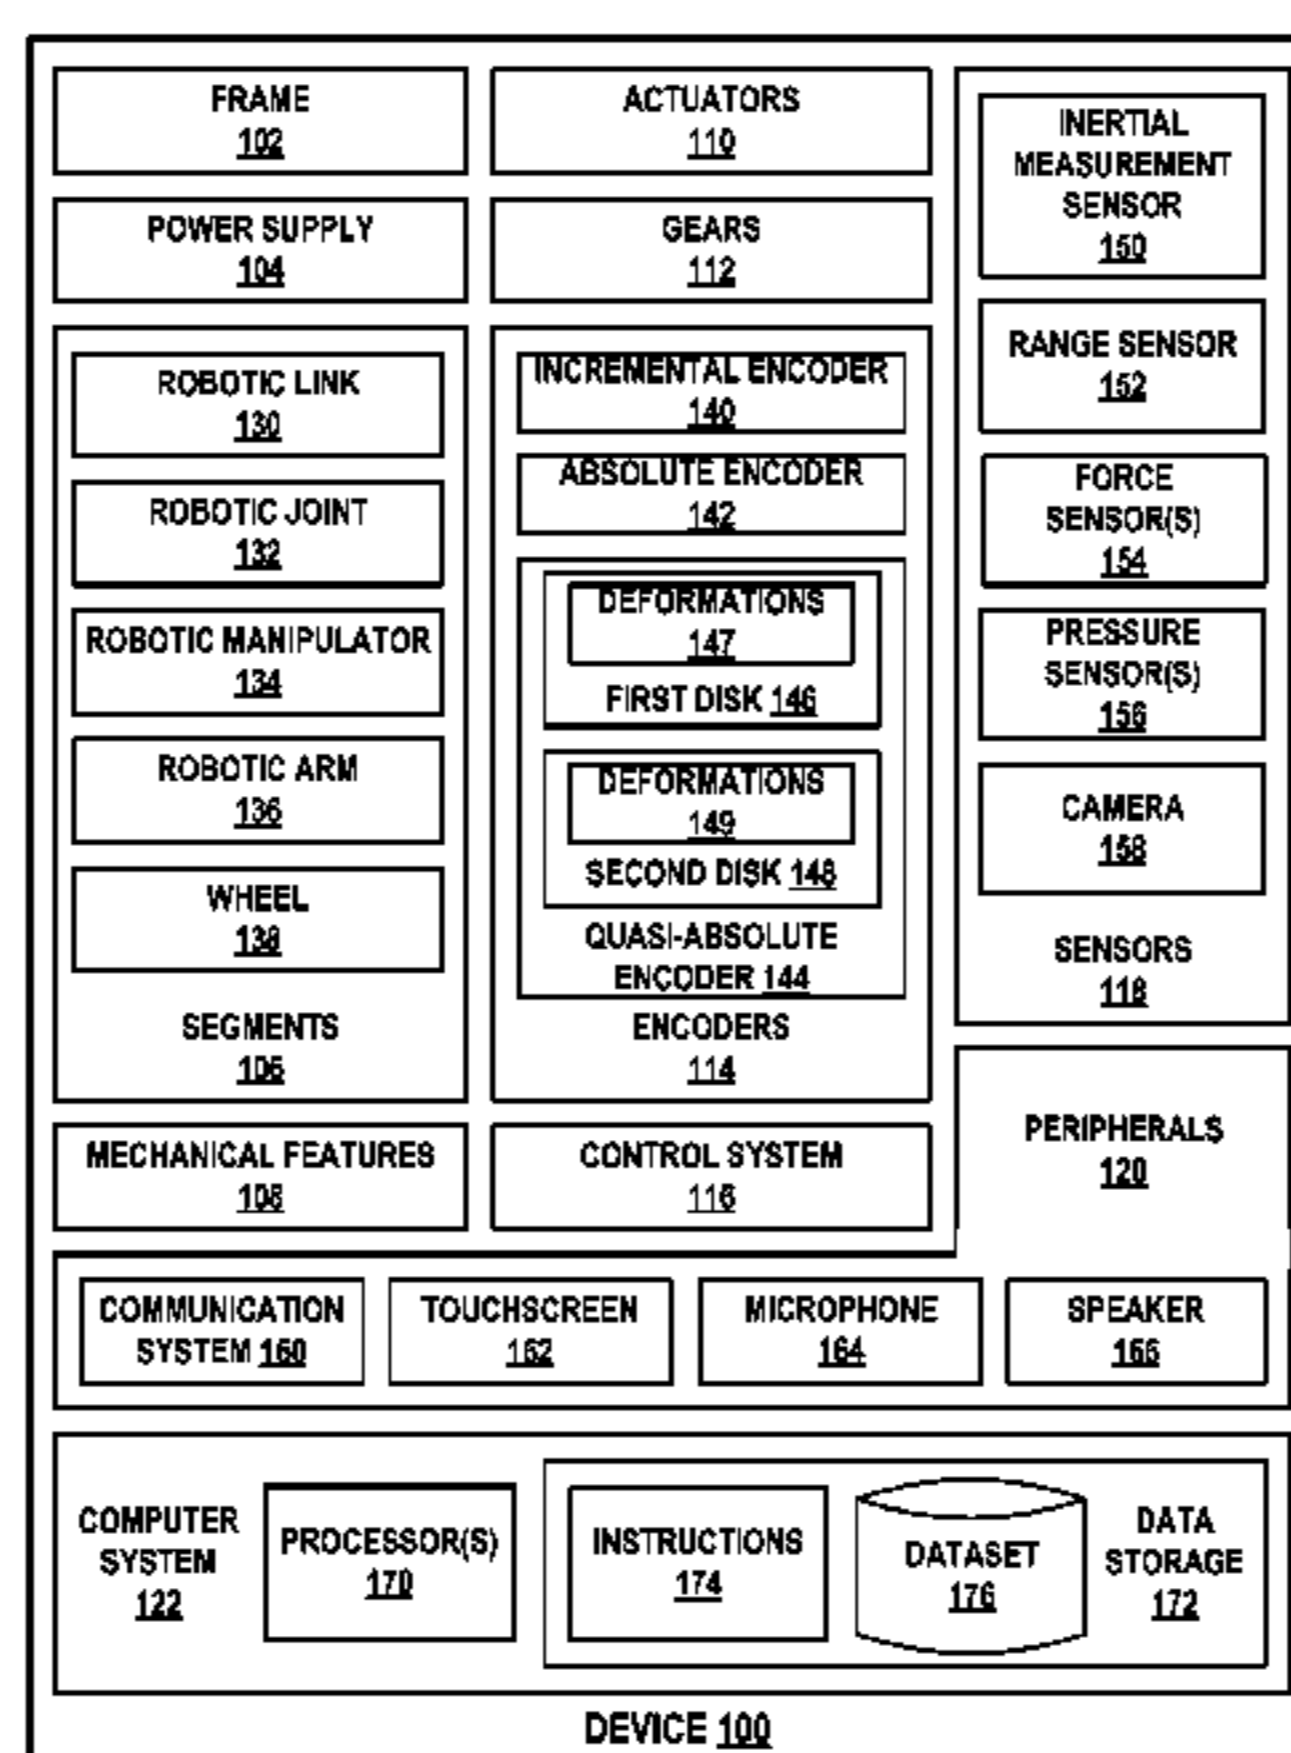 FRAME
102
POWER SUPPLY
104
ROBOTIC LINK
130
ROBOTIC JOINT
132
ROBOTIC MANIPULATOR
134
ROBOTIC ARM
136
WHEEL
138
SEGMENTS
106
MECHANICAL FEATURES
108
ACTUATORS
110
GEARS
112
INCREMENTAL ENCODER
140
ABSOLUTE ENCODER
142
DEFORMATIONS
147
FIRST DISK 146
DEFORMATIONS
149
SECOND DISK 148
QUASI-ABSOLUTE
ENCODER 144
ENCODERS
114
CONTROL SYSTEM
116
INERTIAL
MEASUREMENT
SENSOR
150
RANGE SENSOR
152
FORCE
SENSOR(S)
154
PRESSURE
SENSOR(S)
156
CAMERA
158
SENSORS
118
PERIPHERALS
120
COMMUNICATION
SYSTEM 160
TOUCHSCREEN
162
MICROPHONE
164
SPEAKER
166
COMPUTER
SYSTEM
122
PROCESSOR(S)
170
INSTRUCTIONS
174
DATASET
176
DATA
STORAGE
172
DEVICE 100